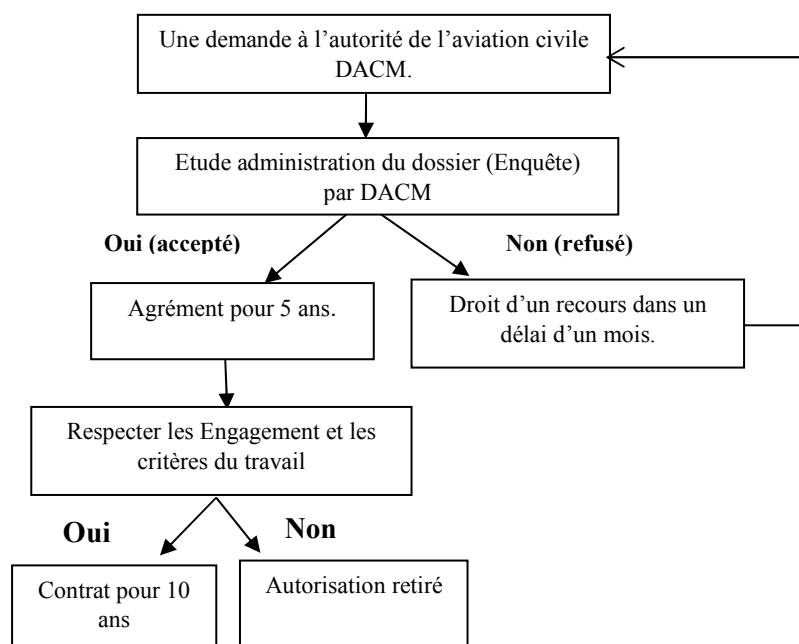 Une demande à l’autorité de l’aviation civile
DACM.
Etude administration du dossier (Enquête)
par DACM
Oui (accepté)
Non (refusé)
Agrément pour 5 ans.
Droit d’un recours dans un
délai d’un mois.
Respecter les Engagement et les
critères du travail
Oui
Non
Contrat pour 10
ans
Autorisation retiré